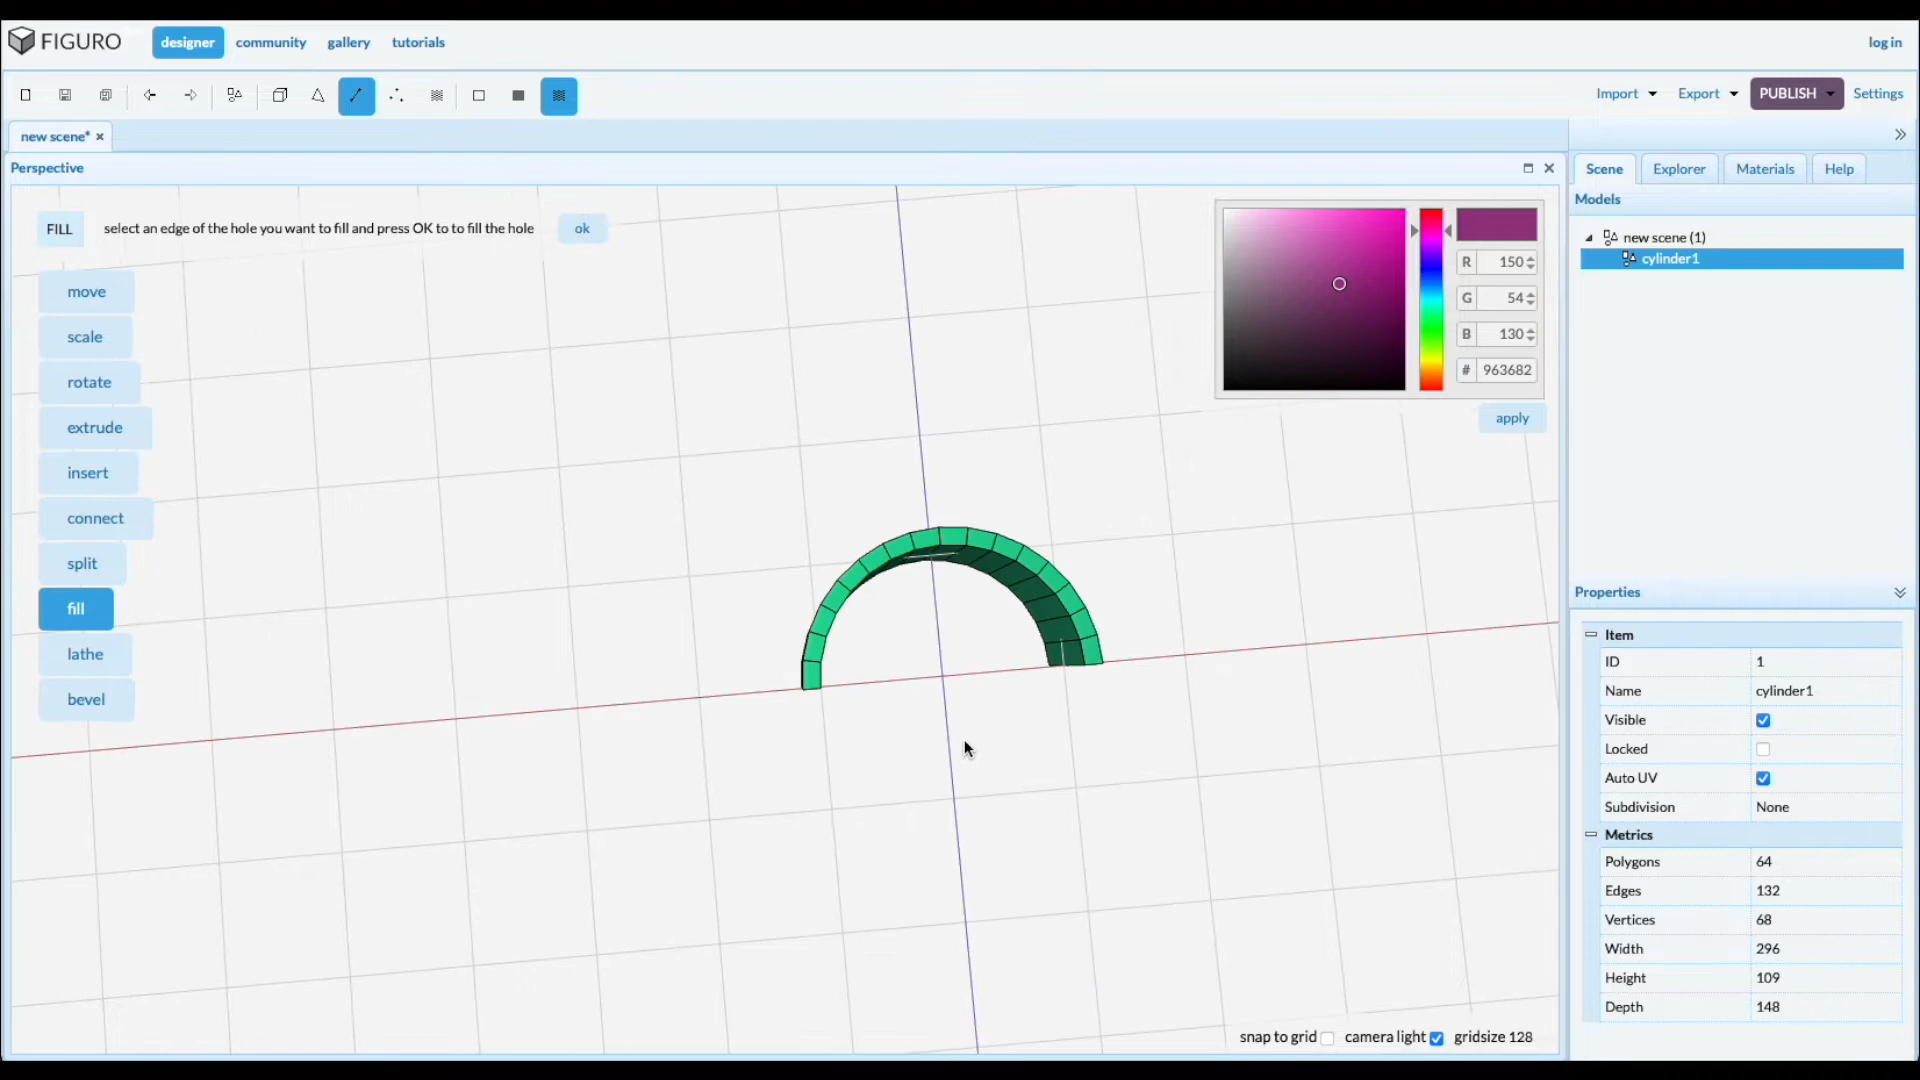 FIGURO designer community gallery tutorials log in
Import Export PUBLISH Settings
new scene*
Perspective
Scene Explorer Materials Help
Models
new scene (1)
cylinder1
FILL select an edge of the hole you want to fill and press OK to to fill the hole ok
R 150
G 54
B 130
# 963682
apply
move
scale
rotate
extrude
insert
connect
split
fill
lathe
bevel
Properties
Item
ID 1
Name cylinder1
Visible
Locked
Auto UV
Subdivision None
Metrics
Polygons 64
Edges 132
Vertices 68
Width 296
Height 109
Depth 148
snap to grid camera light gridsize 128